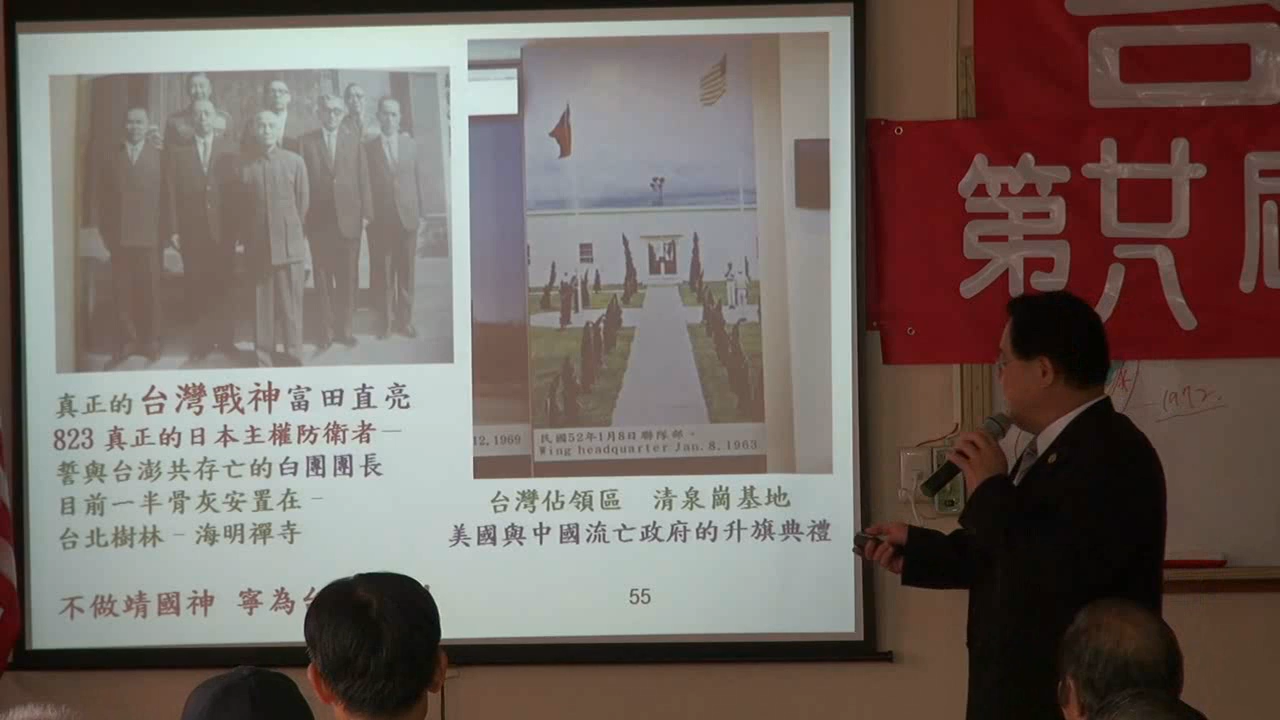 真正的台灣戰神富田直亮
823 真正的日本主權防衛者—
誓與台澎共存亡的白團團長
目前一半骨灰安置在–
台北樹林–海明禪寺
不做靖國神 寧為台
12, 1969
民國52年1月8日聯隊部。
Wing headquarter Jan. 8. 1963
台灣佔領區 清泉崗基地
美國與中國流亡政府的升旗典禮
55
第廿八屆
1972.